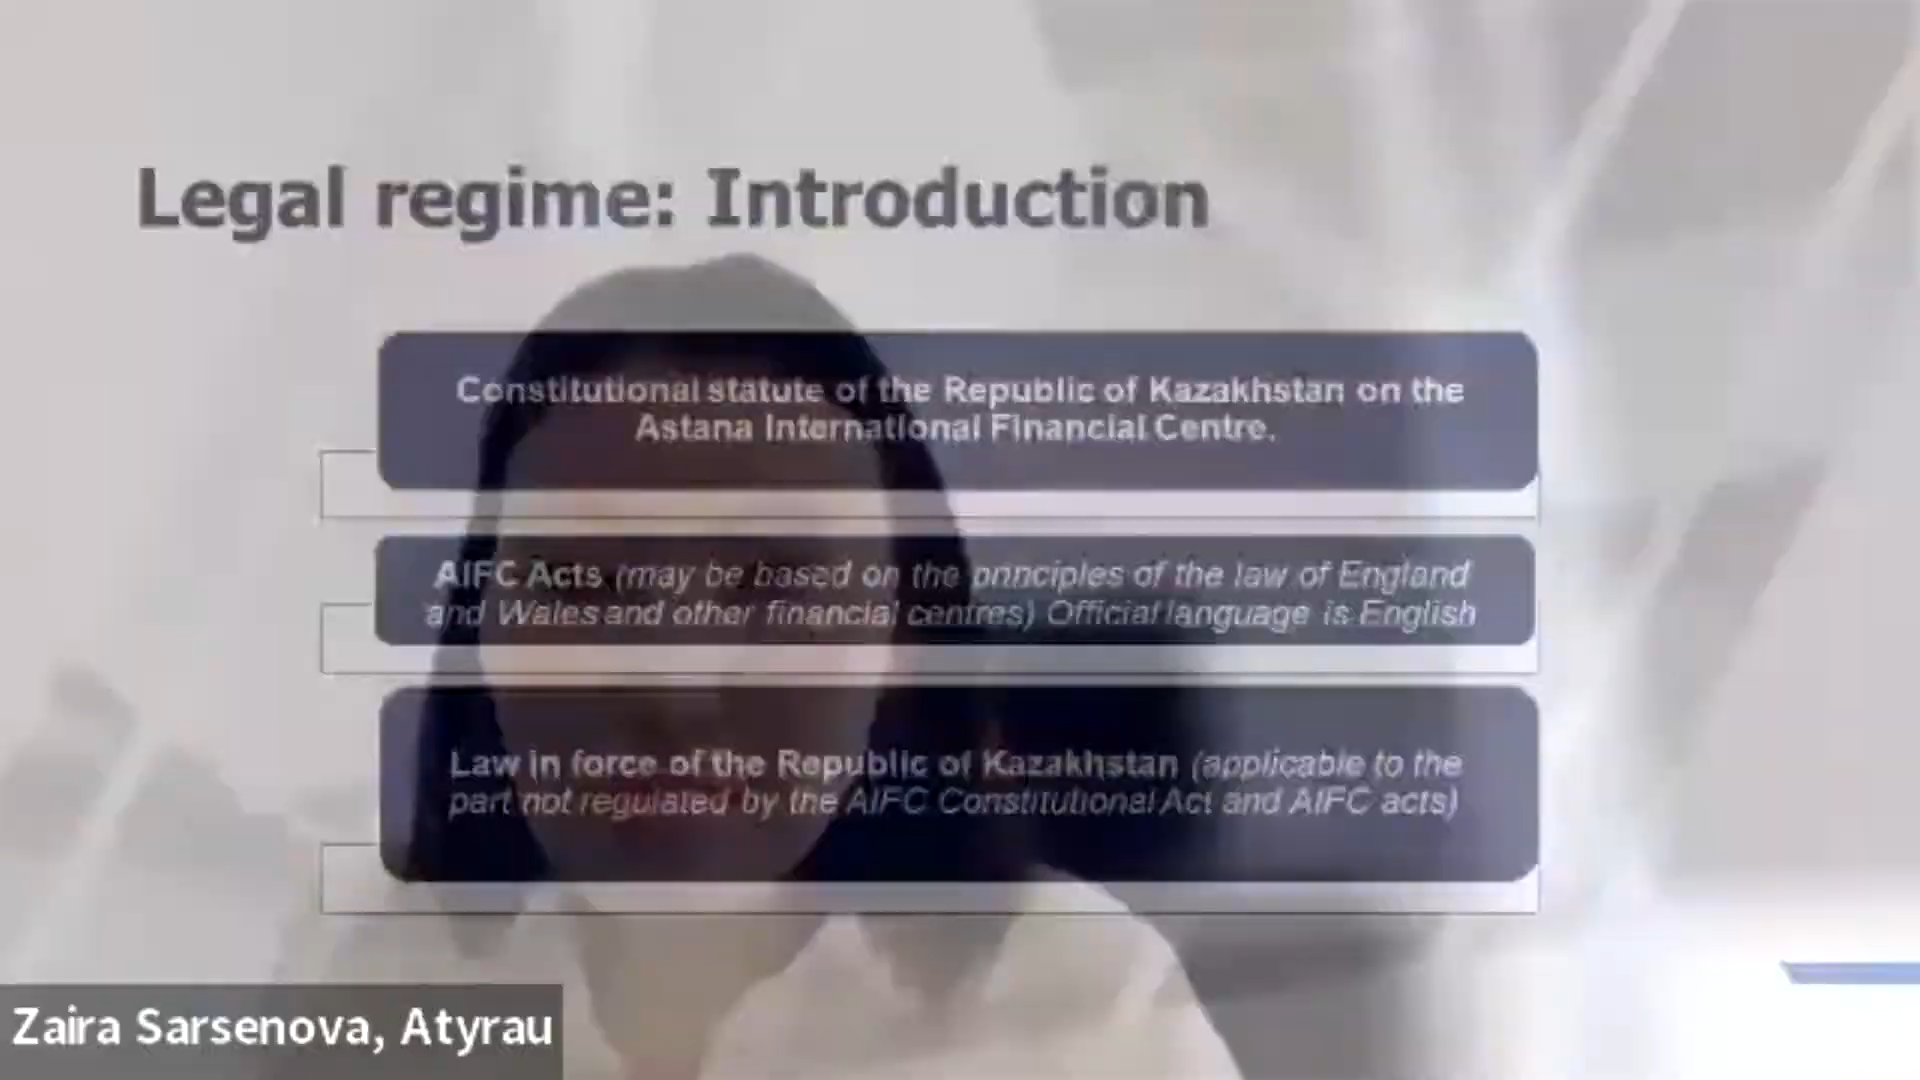 Legal regime: Introduction
Constitutional statute of the Republic of Kazakhstan on the
Astana International Financial Centre.
AIFC Acts (may be based on the principles of the law of England
and Wales and other financial centres) Official language is English
Law in force of the Republic of Kazakhstan (applicable to the
part not regulated by the AIFC Constitutional Act and AIFC acts)
Zaira Sarsenova, Atyrau